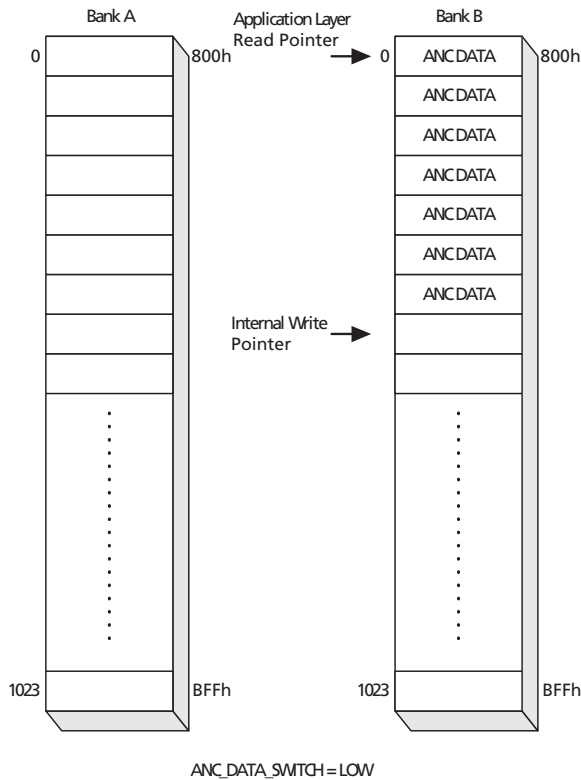 Bank A
0
800h
1023
BFFh
Application Layer
Read Pointer
Internal Write
Pointer
Bank B
0
800h
ANC DATA
ANC DATA
ANC DATA
ANC DATA
ANC DATA
ANC DATA
ANC DATA
1023
BFFh
ANC_DATA_SWITCH = LOW